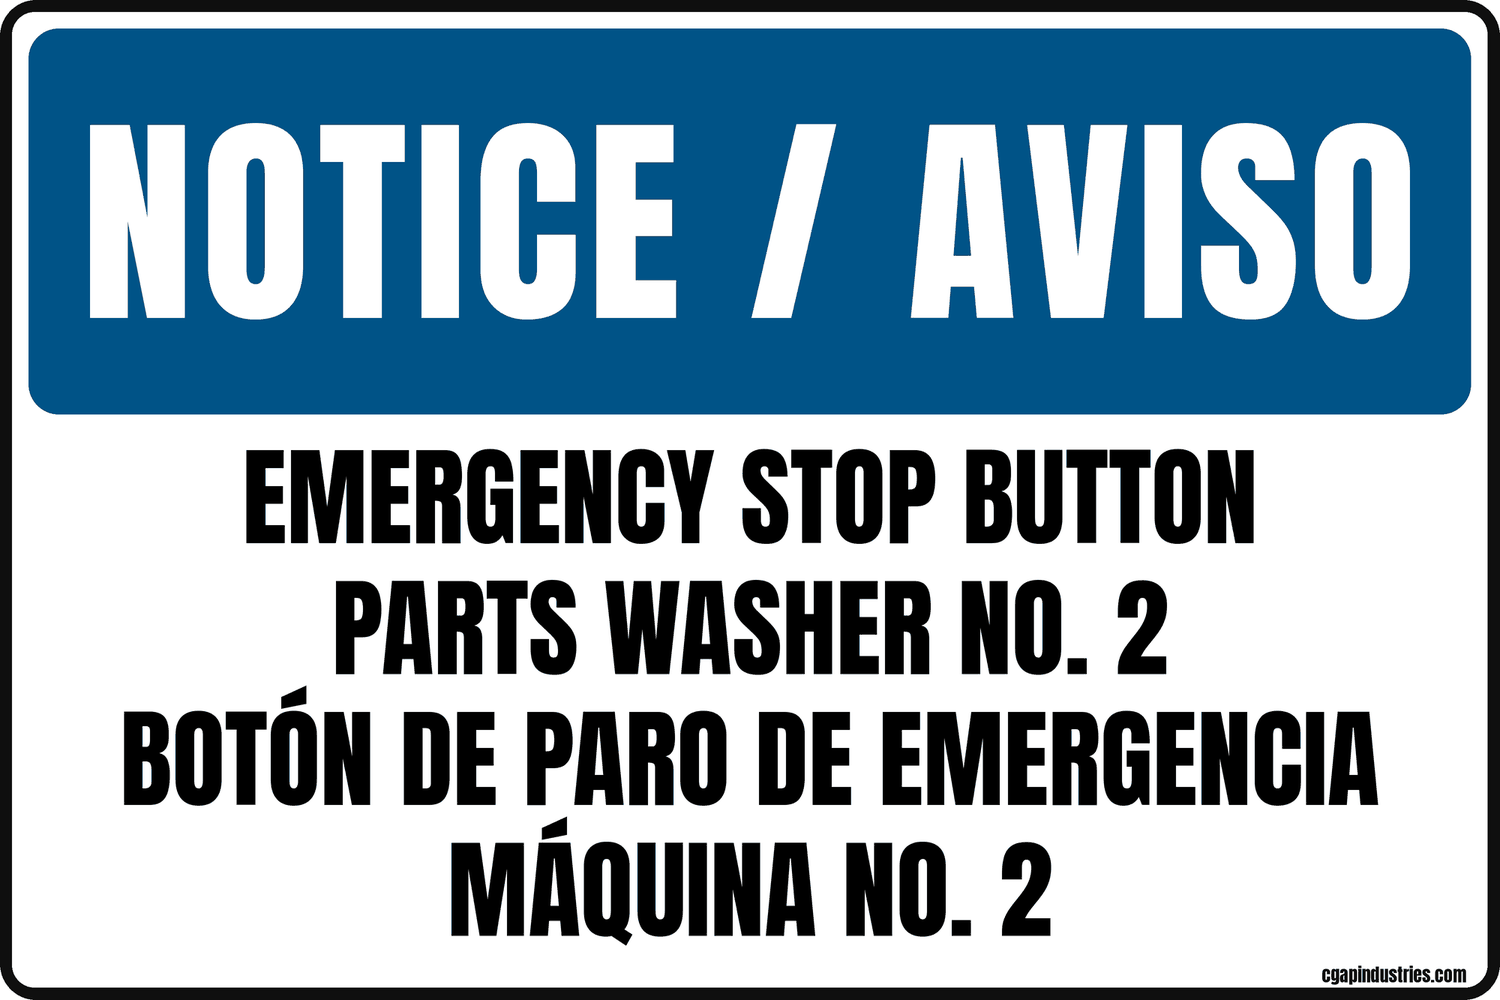 NOTICE / AVISO
EMERGENCY STOP BUTTON
PARTS WASHER NO. 2
BOTÓN DE PARO DE EMERGENCIA
MÁQUINA NO. 2
cgapindustries.com